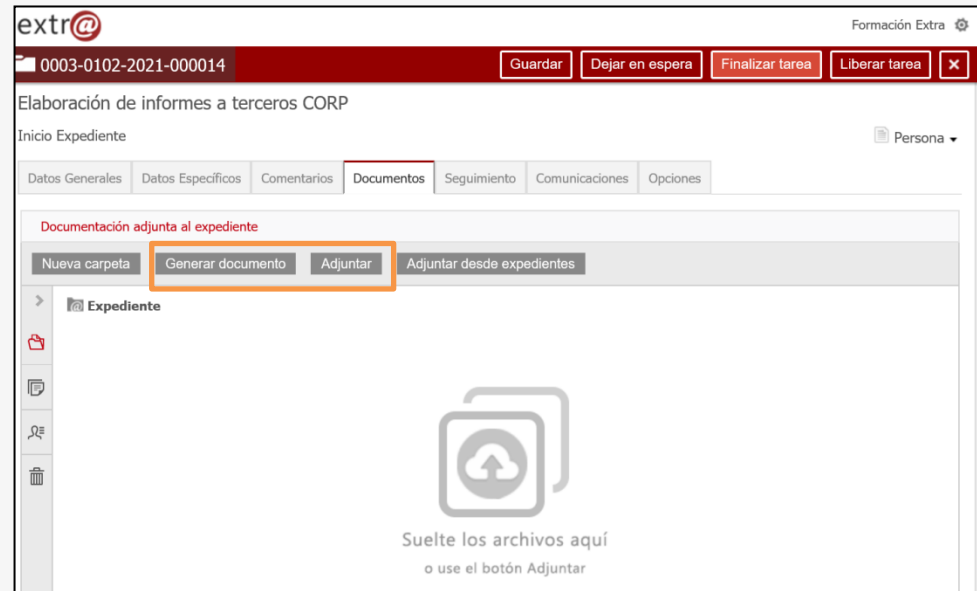 extr@
Formación Extra
0003-0102-2021-000014
Guardar
Dejar en espera
Finalizar tarea
Liberar tarea
Elaboración de informes a terceros CORP
Inicio Expediente
Persona
Datos Generales
Datos Específicos
Comentarios
Documentos
Seguimiento
Comunicaciones
Opciones
Documentación adjunta al expediente
Nueva carpeta
Generar documento
Adjuntar
Adjuntar desde expedientes
Expediente
Suelte los archivos aquí
o use el botón Adjuntar